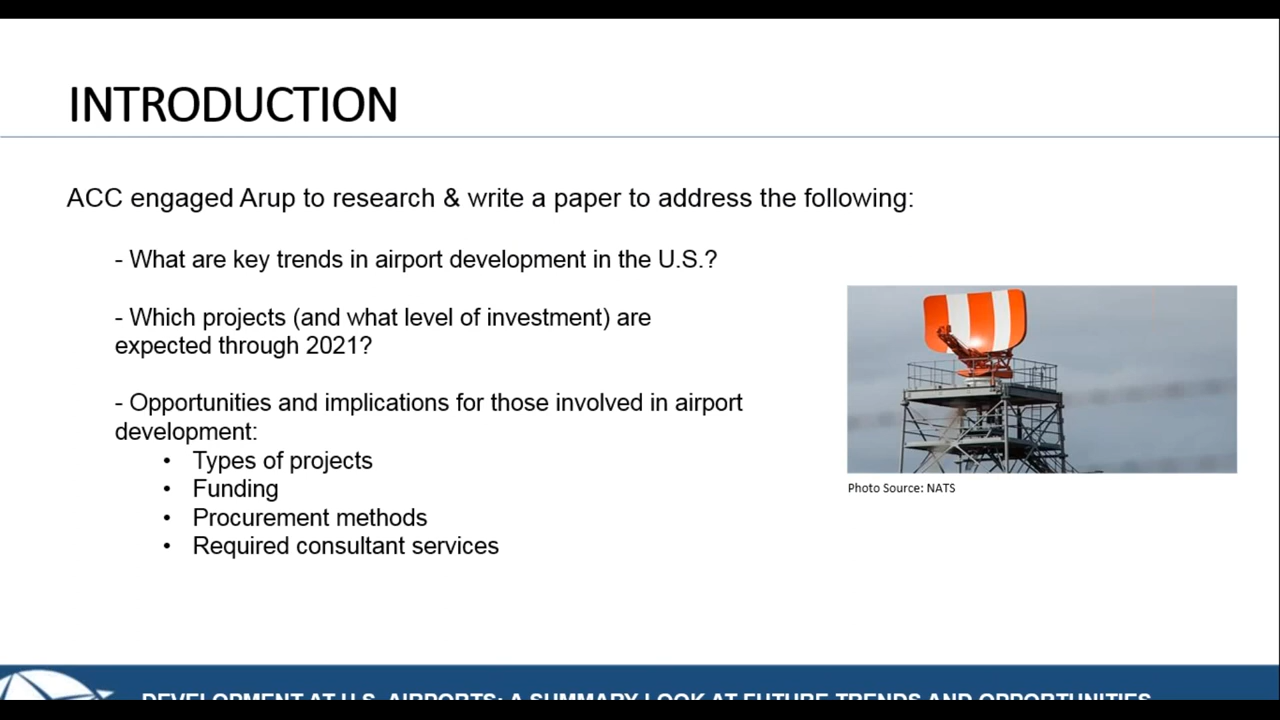 INTRODUCTION
ACC engaged Arup to research & write a paper to address the following:
- What are key trends in airport development in the U.S.?
- Which projects (and what level of investment) are
expected through 2021?
- Opportunities and implications for those involved in airport
development:
• Types of projects
• Funding
• Procurement methods
• Required consultant services
Photo Source: NATS
DEVELOPMENT AT U.S. AIRPORTS: A SUMMARY LOOK AT FUTURE TRENDS AND OPPORTUNITIES